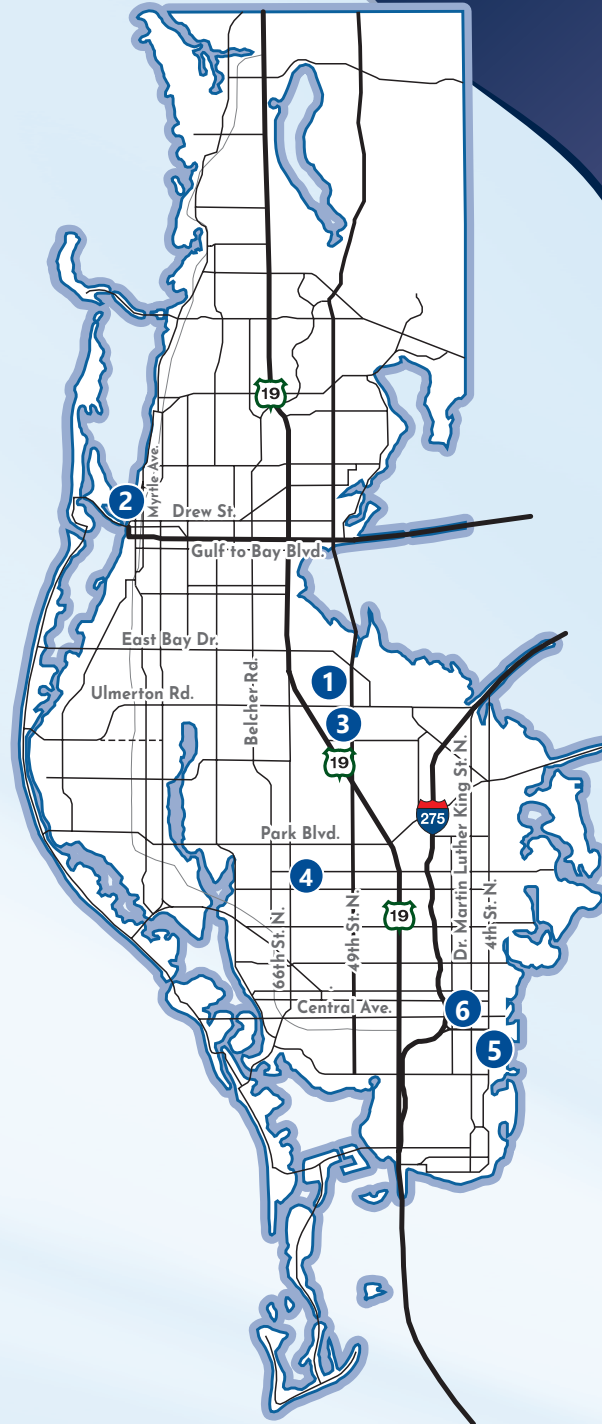 19
Myrtle Ave.
2
Drew St.
Gulf to Bay Blvd.
East Bay Dr.
Belcher Rd.
1
Ulmerton Rd.
3
19
275
Dr. Martin Luther King St. N.
Park Blvd.
4
66th St. N.
49th St. N.
19
4th St. N.
Central Ave.
6
5